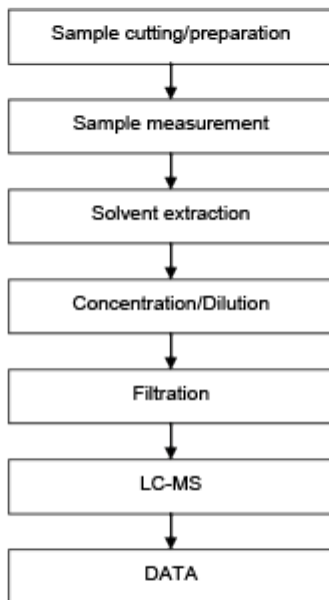 Sample cutting/preparation
Sample measurement
Solvent extraction
Concentration/Dilution
Filtration
LC-MS
DATA